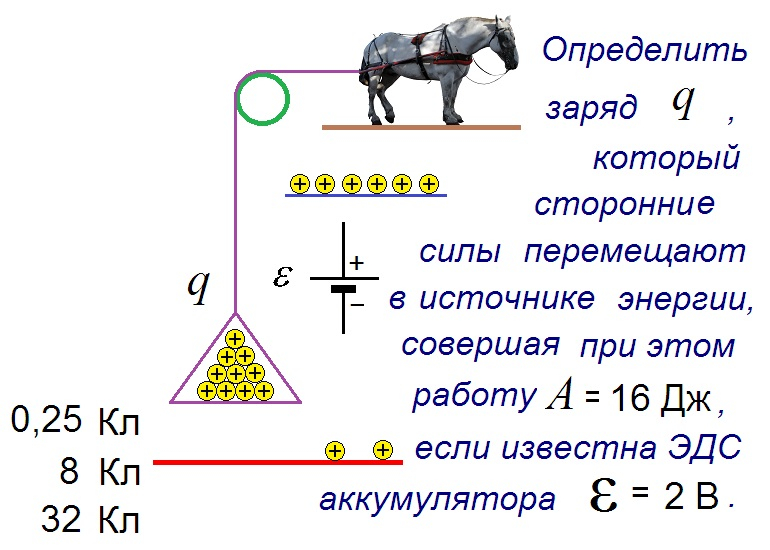 Определить
заряд q ,
который
сторонние
силы перемещают
в источнике энергии,
совершая при этом
работу A = 16 Дж ,
если известна ЭДС
аккумулятора ε = 2 В .
+ + + + + +
q
ε
+
−
+
+ +
+ + +
+ + + +
+ +
0,25 Кл
8 Кл
32 Кл